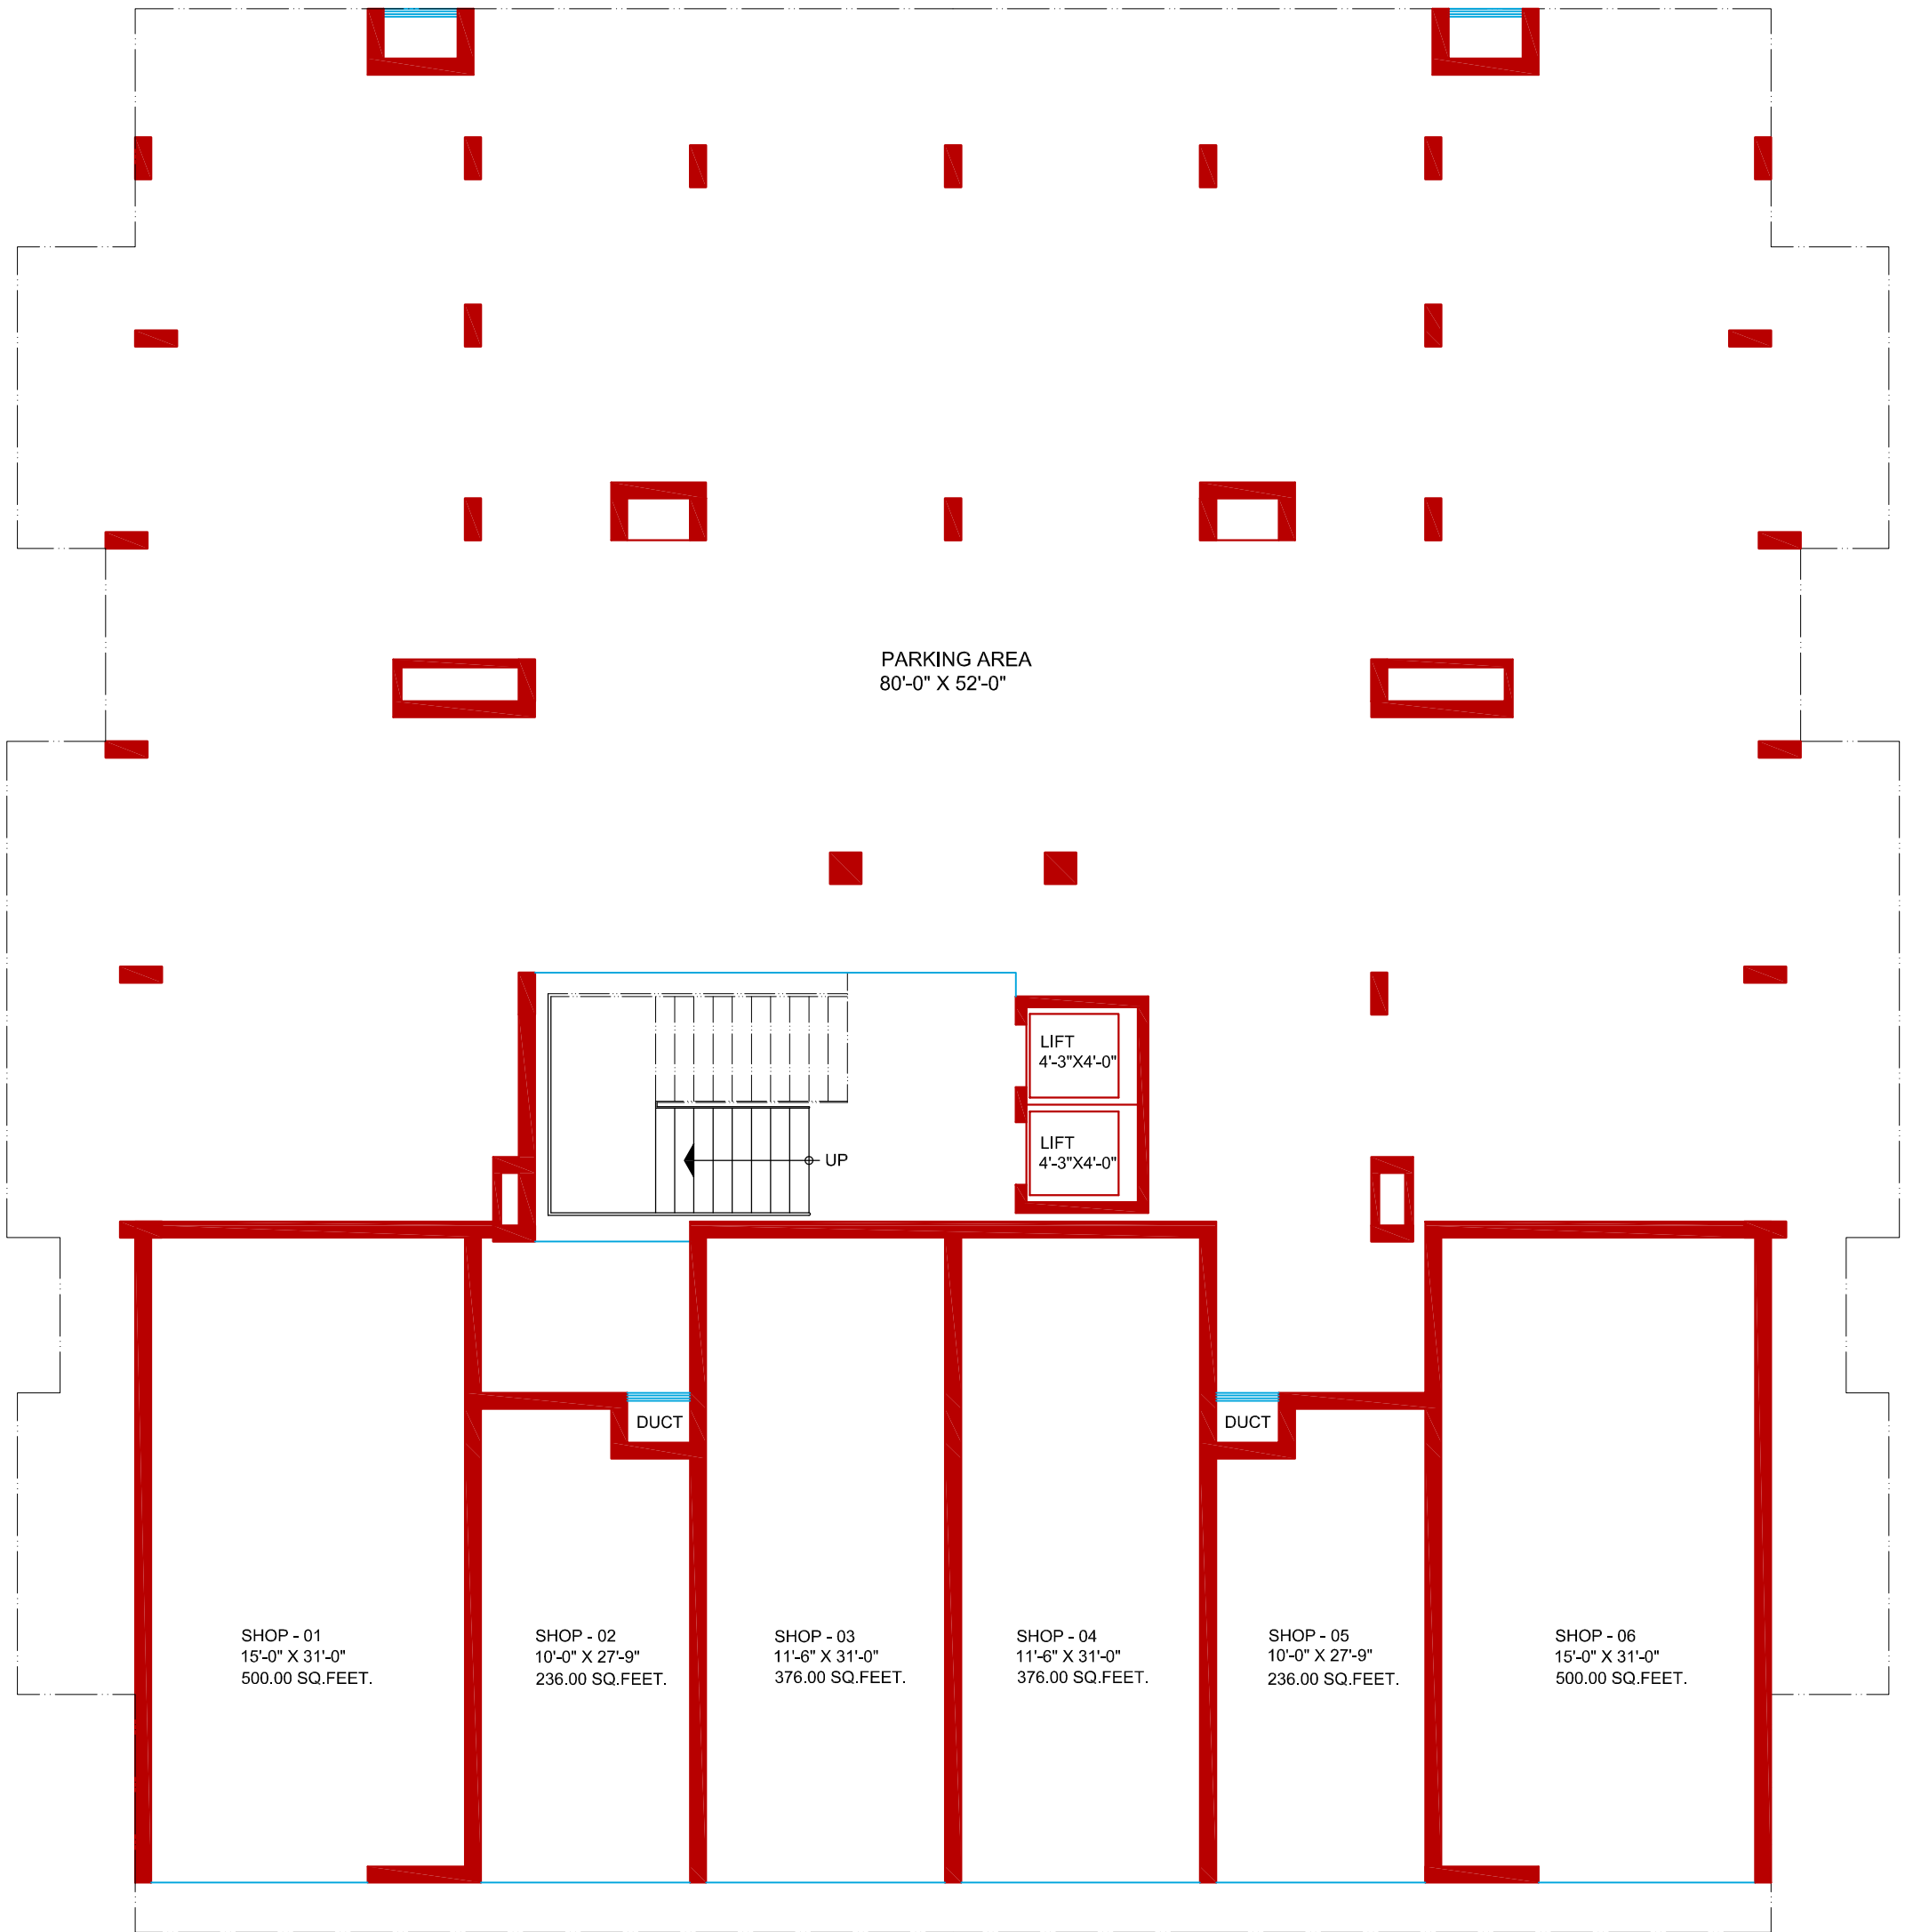 PARKING AREA
80'-0" X 52'-0"
LIFT
4'-3"X4'-0"
LIFT
4'-3"X4'-0"
UP
DUCT
DUCT
SHOP - 01
15'-0" X 31'-0"
500.00 SQ.FEET.
SHOP - 02
10'-0" X 27'-9"
236.00 SQ.FEET.
SHOP - 03
11'-6" X 31'-0"
376.00 SQ.FEET.
SHOP - 04
11'-6" X 31'-0"
376.00 SQ.FEET.
SHOP - 05
10'-0" X 27'-9"
236.00 SQ.FEET.
SHOP - 06
15'-0" X 31'-0"
500.00 SQ.FEET.